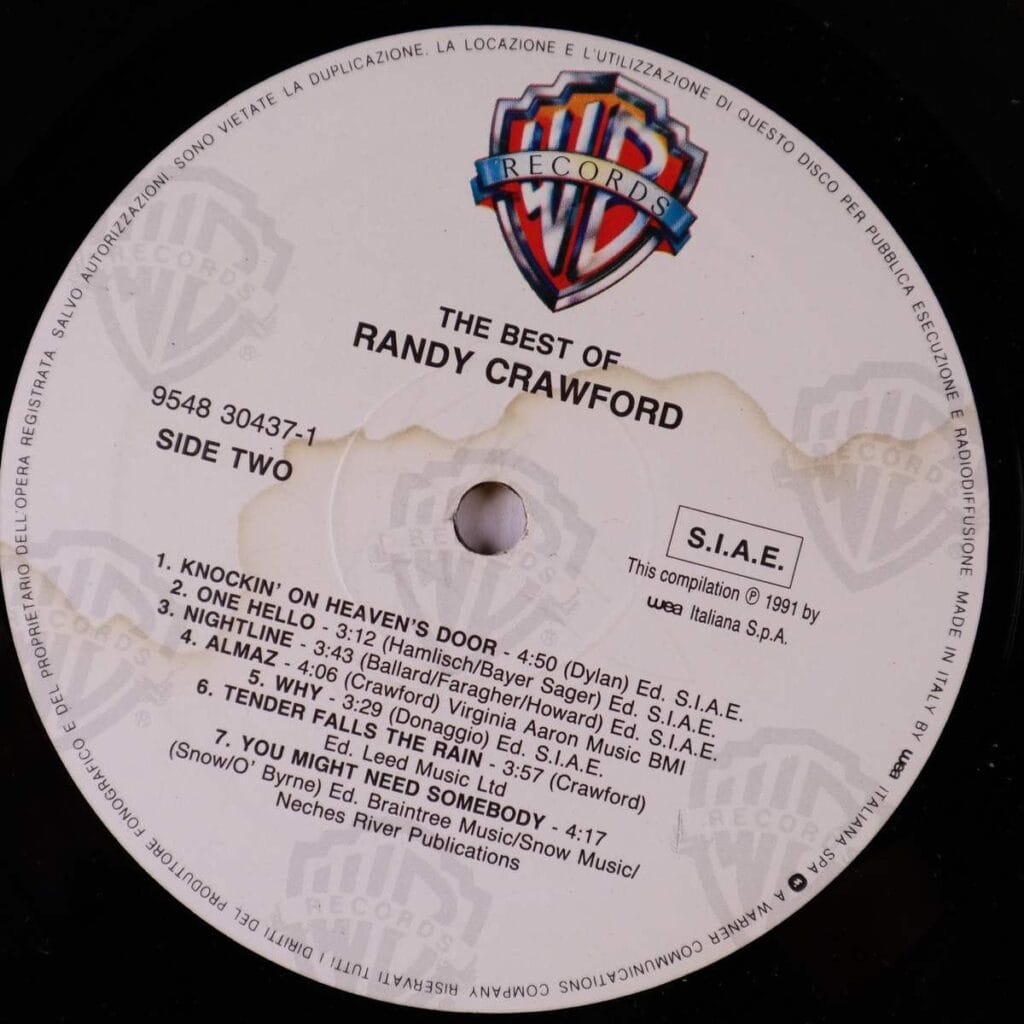 WB
RECORDS
THE BEST OF
RANDY CRAWFORD
9548 30437-1
SIDE TWO
S.I.A.E.
This compilation ℗ 1991 by
wea Italiana S.p.A.
1. KNOCKIN' ON HEAVEN'S DOOR - 4:50 (Dylan) Ed. S.I.A.E.
2. ONE HELLO - 3:12 (Hamlisch/Bayer Sager) Ed. S.I.A.E.
3. NIGHTLINE - 3:43 (Ballard/Faragher/Howard) Ed. S.I.A.E.
4. ALMAZ - 4:06 (Crawford) Virginia Aaron Music BMI
5. WHY - 3:29 (Donaggio) Ed. S.I.A.E.
6. TENDER FALLS THE RAIN - 3:57 (Crawford)
Ed. Leed Music Ltd
7. YOU MIGHT NEED SOMEBODY - 4:17
(Snow/O' Byrne) Ed. Braintree Music/Snow Music/
Neches River Publications
RISERVATI TUTTI I DIRITTI DEL PRODUTTORE FONOGRAFICO E DEL PROPRIETARIO DELL'OPERA REGISTRATA SALVO AUTORIZZAZIONI. SONO VIETATE LA DUPLICAZIONE. LA LOCAZIONE E L'UTILIZZAZIONE DI QUESTO DISCO PER PUBBLICA ESECUZIONE E RADIODIFFUSIONE MADE IN ITALY BY wea ITALIANA SPA A WARNER COMMUNICATIONS COMPANY